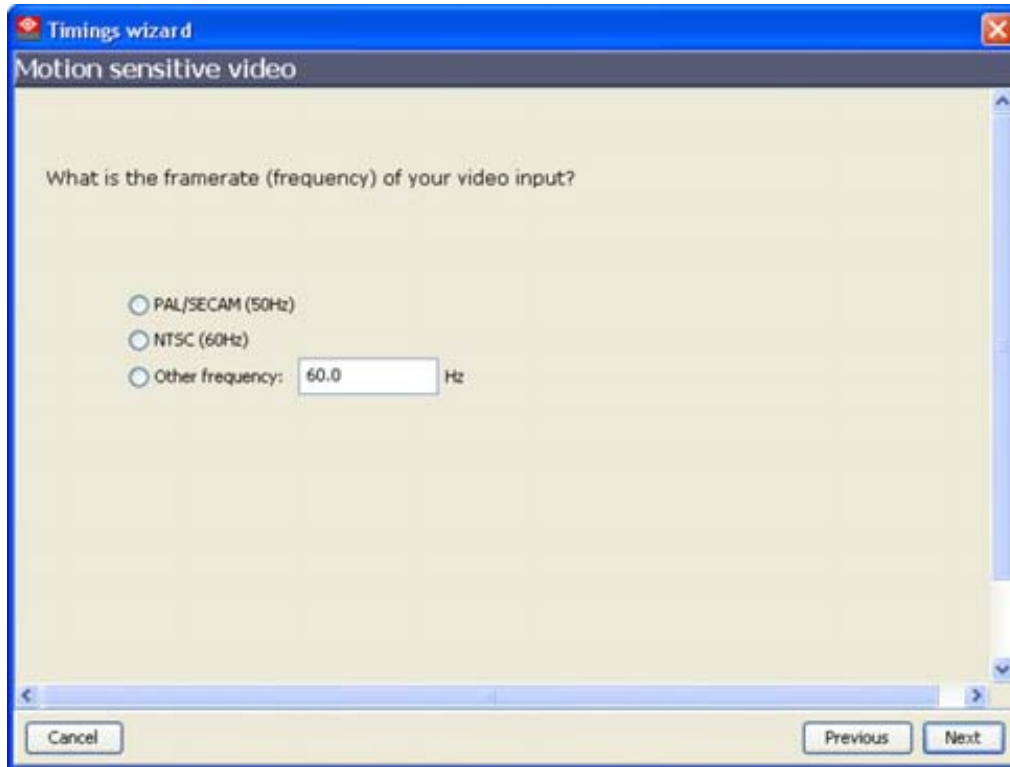 Timings wizard
Motion sensitive video
What is the framerate (frequency) of your video input?
PAL/SECAM (50Hz)
NTSC (60Hz)
Other frequency: 60.0 Hz
Cancel Previous Next